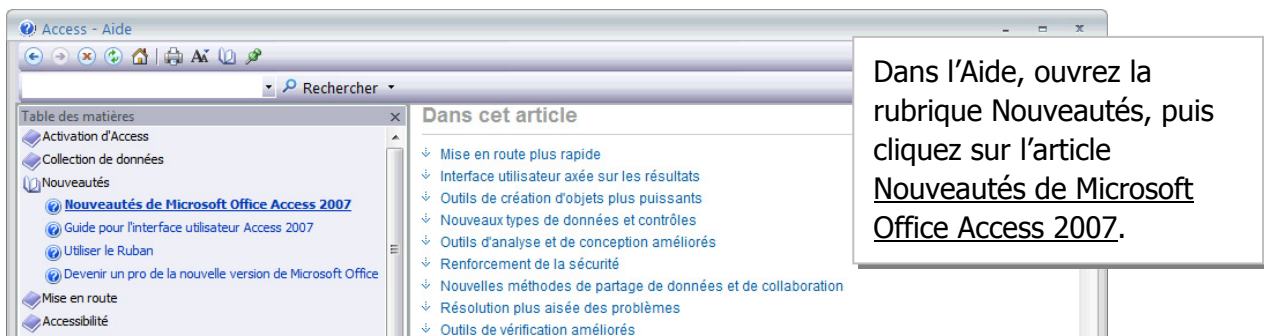 Access - Aide
Rechercher
Table des matières
Activation d'Access
Collection de données
Nouveautés
Nouveautés de Microsoft Office Access 2007
Guide pour l'interface utilisateur Access 2007
Utiliser le Ruban
Devenir un pro de la nouvelle version de Microsoft Office
Mise en route
Accessibilité
Dans cet article
Mise en route plus rapide
Interface utilisateur axée sur les résultats
Outils de création d'objets plus puissants
Nouveaux types de données et contrôles
Outils d'analyse et de conception améliorés
Renforcement de la sécurité
Nouvelles méthodes de partage de données et de collaboration
Résolution plus aisée des problèmes
Outils de vérification améliorés
Dans l’Aide, ouvrez la
rubrique Nouveautés, puis
cliquez sur l’article
Nouveautés de Microsoft
Office Access 2007.